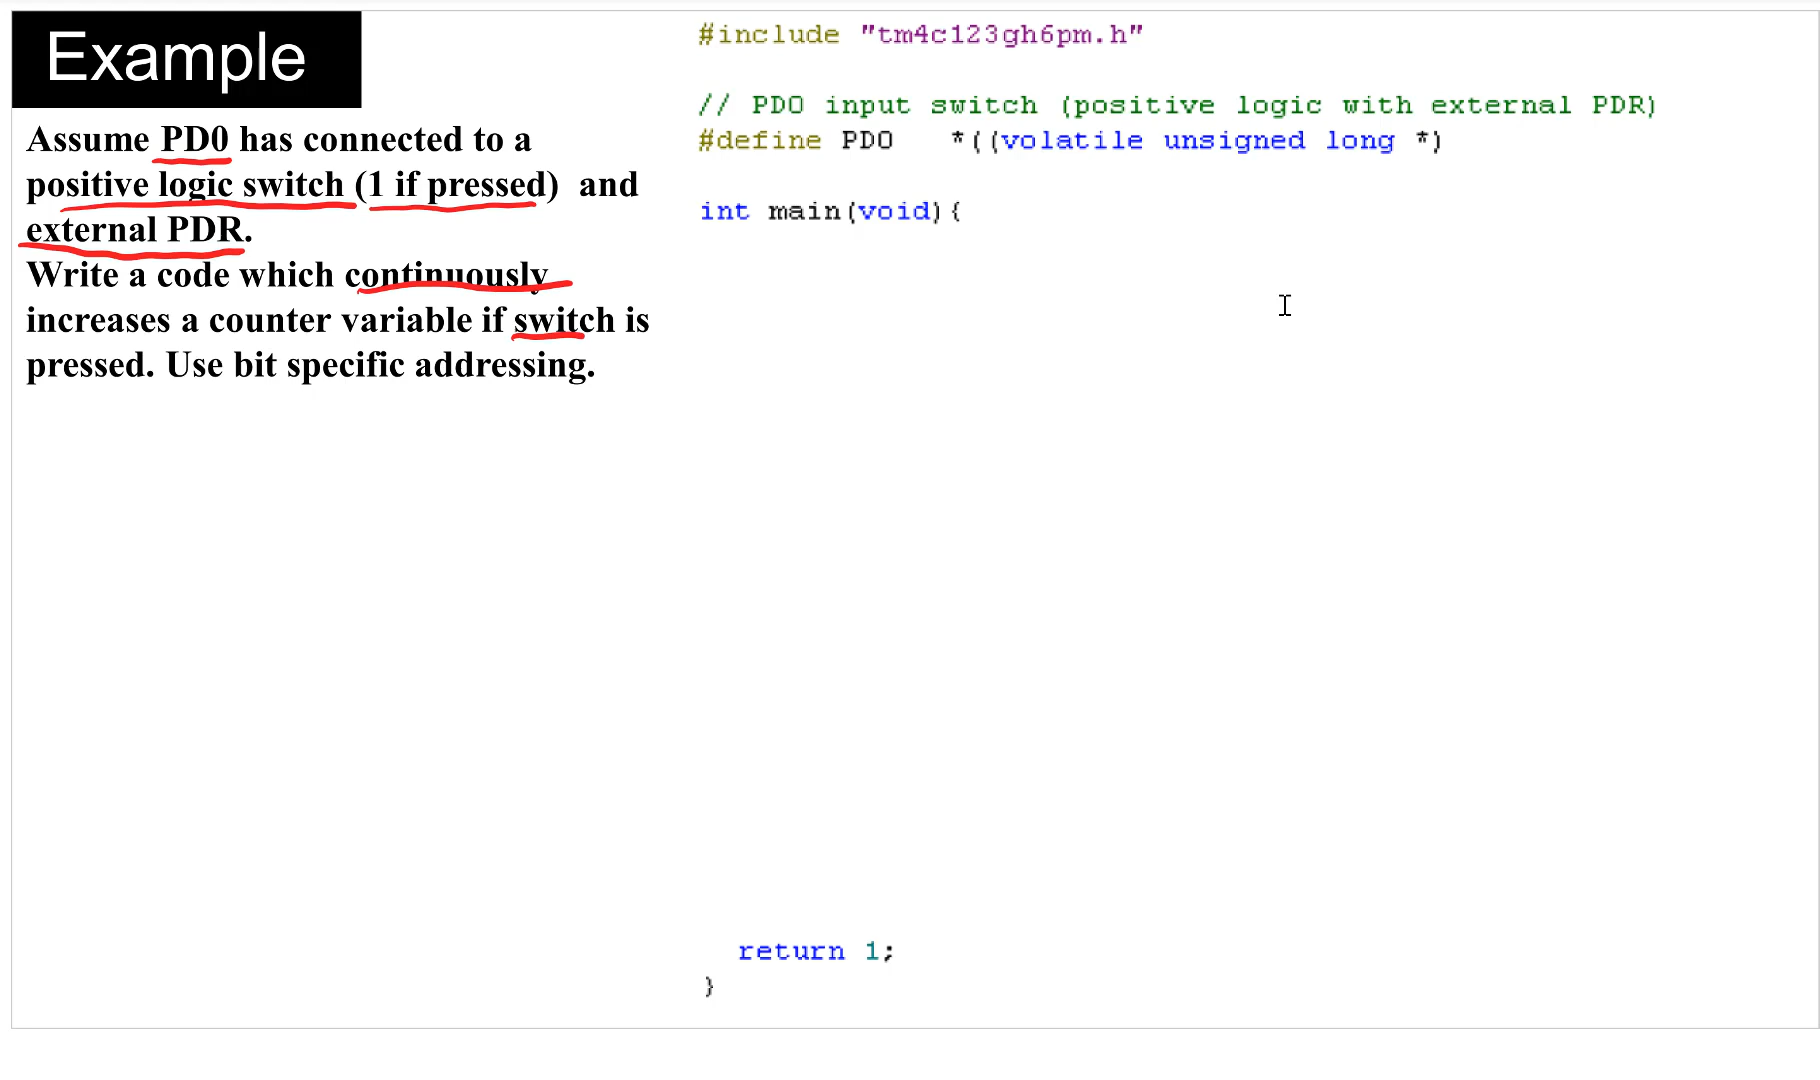 Example
Assume PD0 has connected to a
positive logic switch (1 if pressed) and
external PDR.
Write a code which continuously
increases a counter variable if switch is
pressed. Use bit specific addressing.
#include "tm4c123gh6pm.h"
// PD0 input switch (positive logic with external PDR)
#define PD0 *((volatile unsigned long *)
int main(void){
return 1;
}